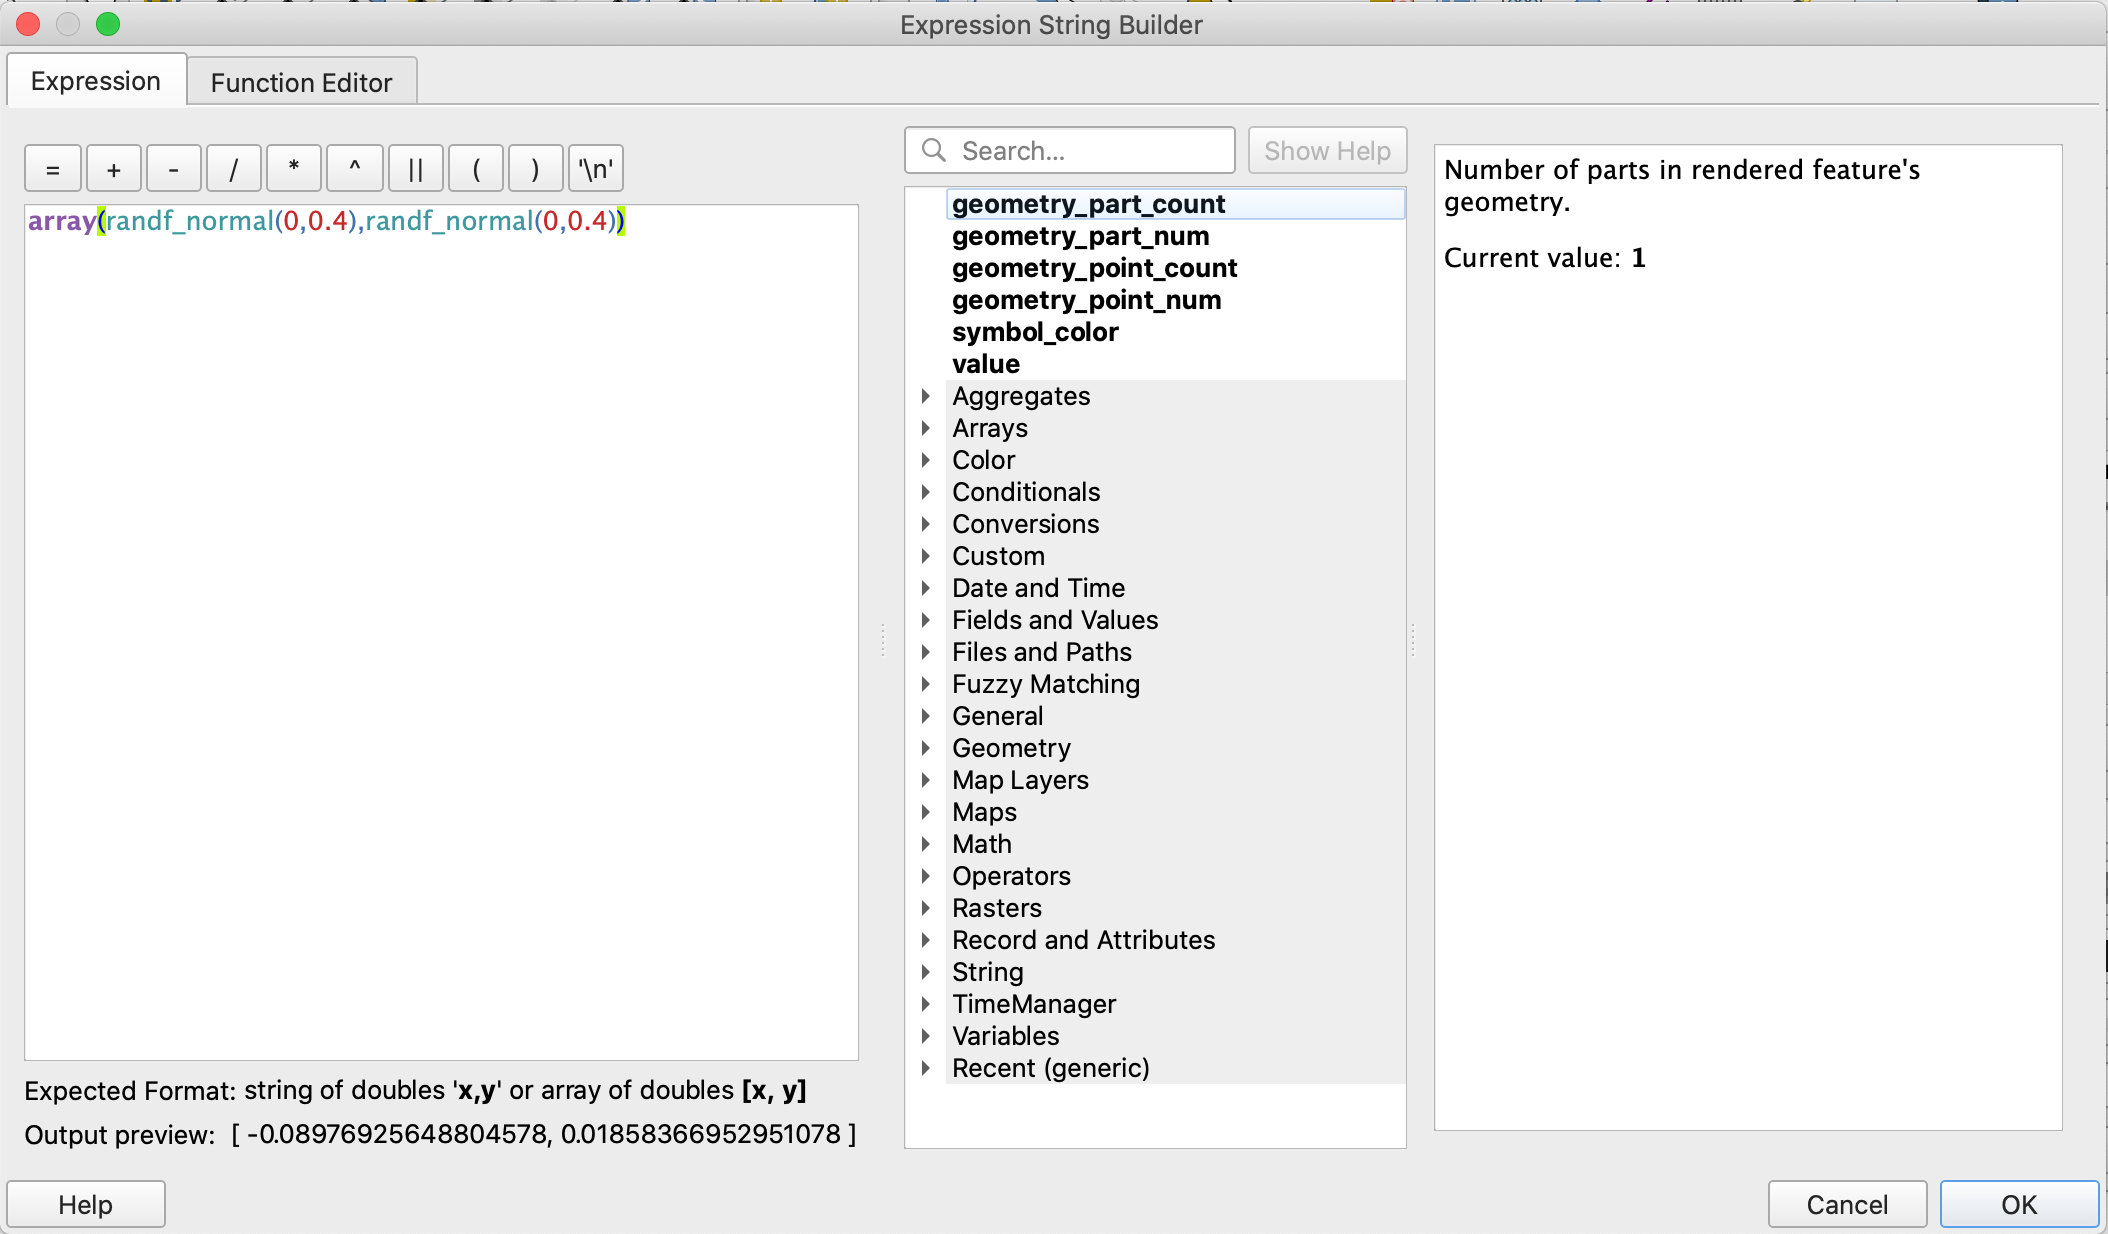 Expression String Builder
Expression
Function Editor
= + - / * ^ || ( ) '\n'
array(randf_normal(0,0.4),randf_normal(0,0.4))
Expected Format: string of doubles 'x,y' or array of doubles [x, y]
Output preview: [ -0.08976925648804578, 0.01858366952951078 ]
Search...
Show Help
geometry_part_count
geometry_part_num
geometry_point_count
geometry_point_num
symbol_color
value
Aggregates
Arrays
Color
Conditionals
Conversions
Custom
Date and Time
Fields and Values
Files and Paths
Fuzzy Matching
General
Geometry
Map Layers
Maps
Math
Operators
Rasters
Record and Attributes
String
TimeManager
Variables
Recent (generic)
Number of parts in rendered feature's
geometry.
Current value: 1
Help
Cancel
OK